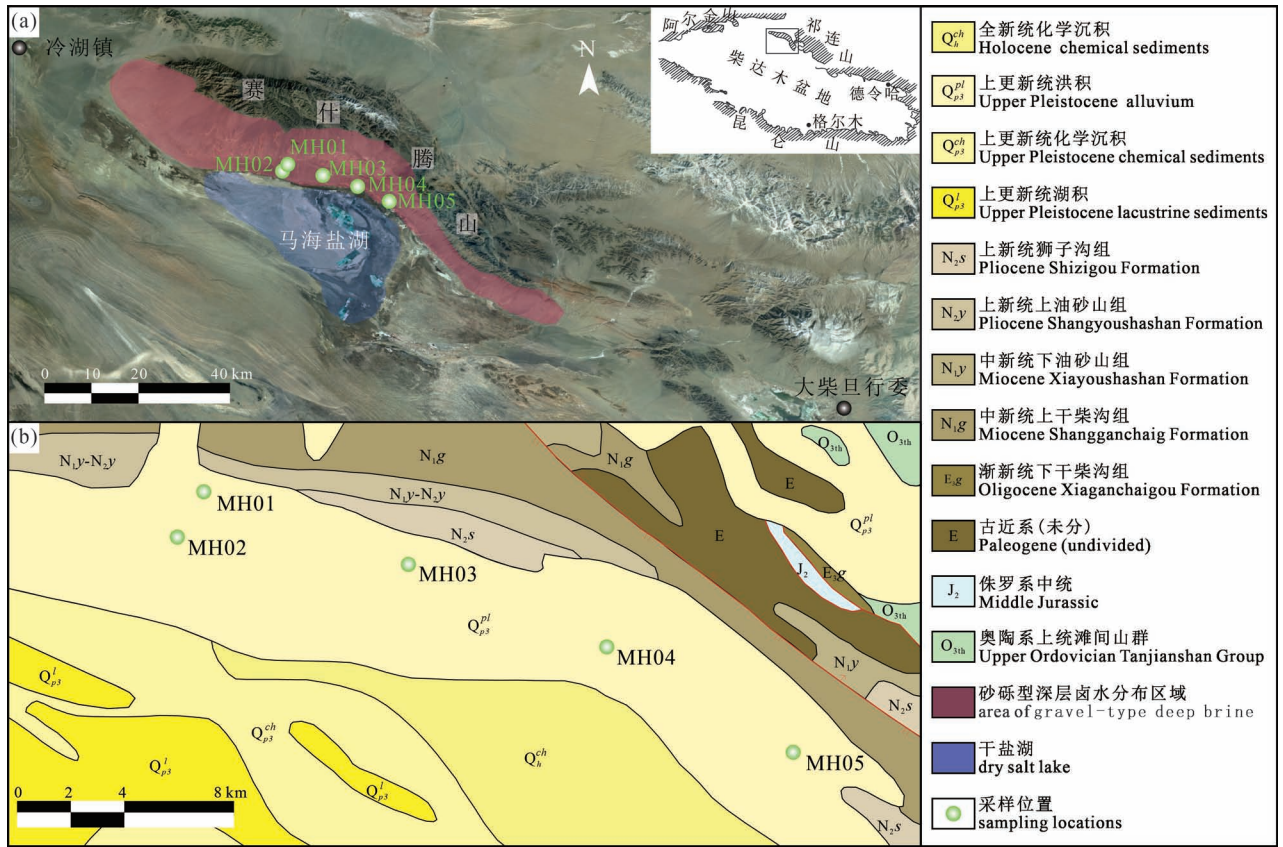 (a)
冷湖镇
赛
什
腾
山
N
MH01
MH02
MH03
MH04
MH05
马海盐湖
0 10 20 40 km
大柴旦行委
阿尔金山
祁连山
柴达木盆地
德令哈
格尔木
昆仑山
(b)
N₁y-N₂y
N₁g
N₁g
N₁y-N₂y
N₂s
MH01
MH02
MH03
MH04
MH05
E
E
J₂
E₃g
O₃th
O₃th
O₃th
Qp3pl
Qp3pl
N₁y
N₂s
N₂s
Qp3l
Qp3l
Qp3l
Qp3ch
Qhch
0 2 4 8 km
Qhch 全新统化学沉积
Holocene chemical sediments
Qp3pl 上更新统洪积
Upper Pleistocene alluvium
Qp3ch 上更新统化学沉积
Upper Pleistocene chemical sediments
Qp3l 上更新统湖积
Upper Pleistocene lacustrine sediments
N₂s 上新统狮子沟组
Pliocene Shizigou Formation
N₂y 上新统上油砂山组
Pliocene Shangyoushashan Formation
N₁y 中新统下油砂山组
Miocene Xiayoushashan Formation
N₁g 中新统上干柴沟组
Miocene Shangganchaig Formation
E₃g 渐新统下干柴沟组
Oligocene Xiaganchaigou Formation
E 古近系(未分)
Paleogene (undivided)
J₂ 侏罗系中统
Middle Jurassic
O₃th 奥陶系上统滩间山群
Upper Ordovician Tanjianshan Group
砂砾型深层卤水分布区域
area of gravel-type deep brine
干盐湖
dry salt lake
采样位置
sampling locations